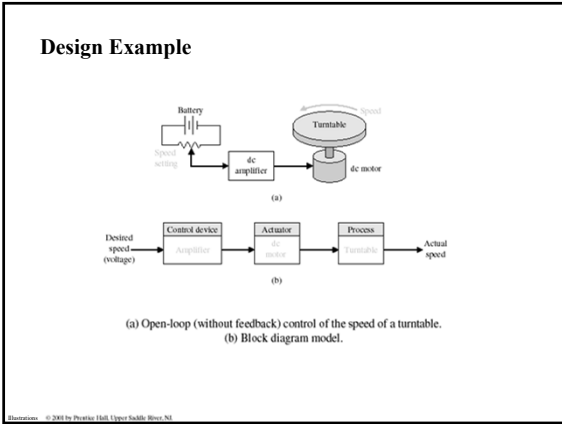 Design Example
Battery
Speed
Turntable
Speed
setting
dc
amplifier
dc motor
(a)
Control device
Actuator
Process
Desired
speed
(voltage)
Amplifier
dc
motor
Turntable
Actual
speed
(b)
(a) Open-loop (without feedback) control of the speed of a turntable.
(b) Block diagram model.
Illustrations © 2001 by Prentice Hall, Upper Saddle River, NJ.